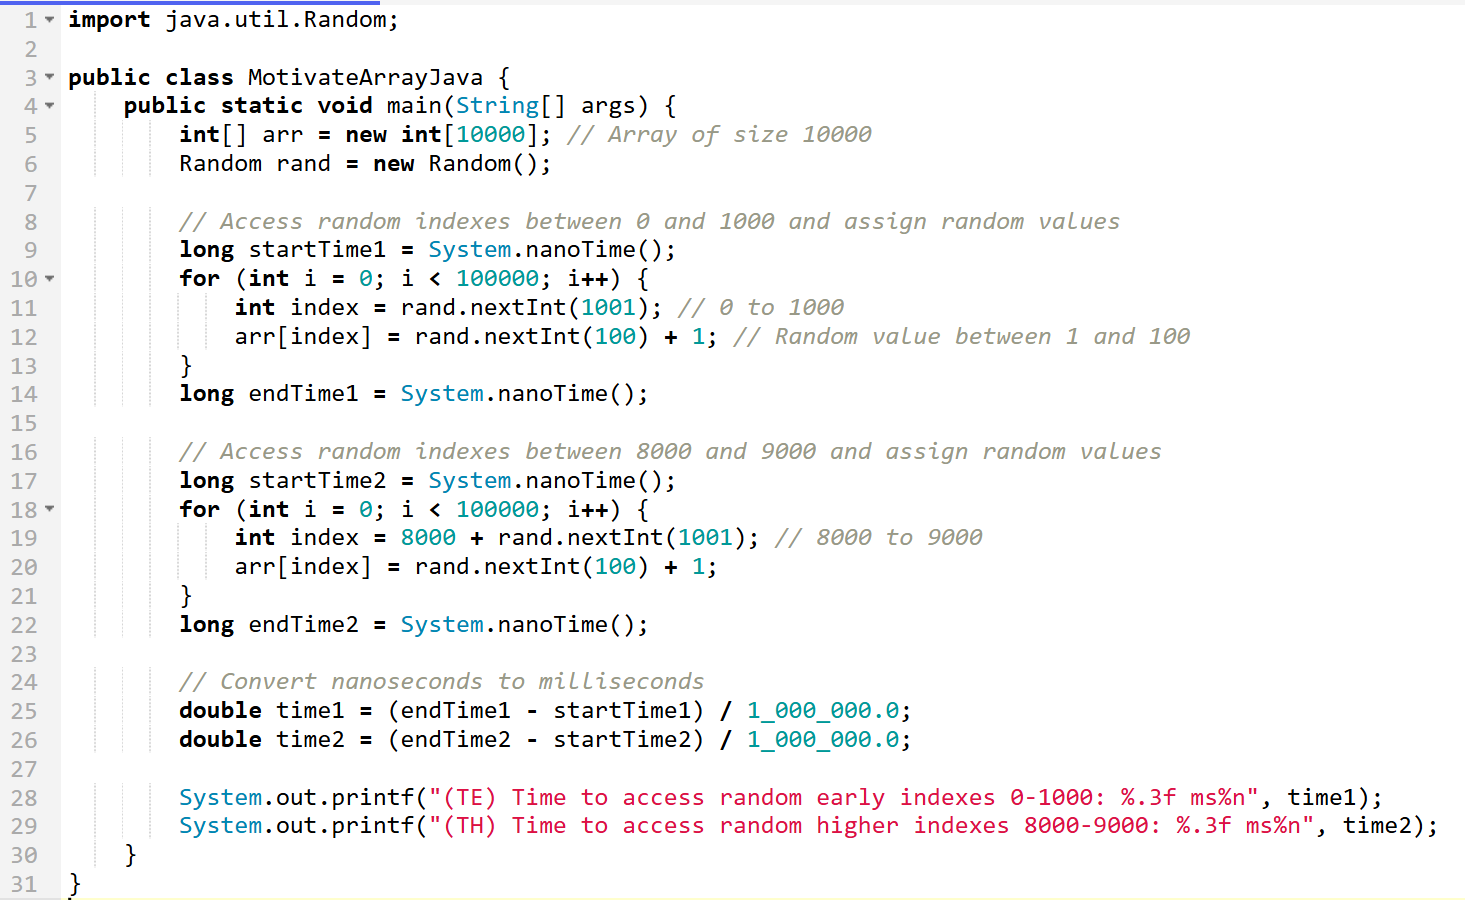 1 import java.util.Random;
2
3 public class MotivateArrayJava {
4     public static void main(String[] args) {
5         int[] arr = new int[10000]; // Array of size 10000
6         Random rand = new Random();
7
8         // Access random indexes between 0 and 1000 and assign random values
9         long startTime1 = System.nanoTime();
10         for (int i = 0; i < 100000; i++) {
11             int index = rand.nextInt(1001); // 0 to 1000
12             arr[index] = rand.nextInt(100) + 1; // Random value between 1 and 100
13         }
14         long endTime1 = System.nanoTime();
15
16         // Access random indexes between 8000 and 9000 and assign random values
17         long startTime2 = System.nanoTime();
18         for (int i = 0; i < 100000; i++) {
19             int index = 8000 + rand.nextInt(1001); // 8000 to 9000
20             arr[index] = rand.nextInt(100) + 1;
21         }
22         long endTime2 = System.nanoTime();
23
24         // Convert nanoseconds to milliseconds
25         double time1 = (endTime1 - startTime1) / 1_000_000.0;
26         double time2 = (endTime2 - startTime2) / 1_000_000.0;
27
28         System.out.printf("(TE) Time to access random early indexes 0-1000: %.3f ms%n", time1);
29         System.out.printf("(TH) Time to access random higher indexes 8000-9000: %.3f ms%n", time2);
30     }
31 }